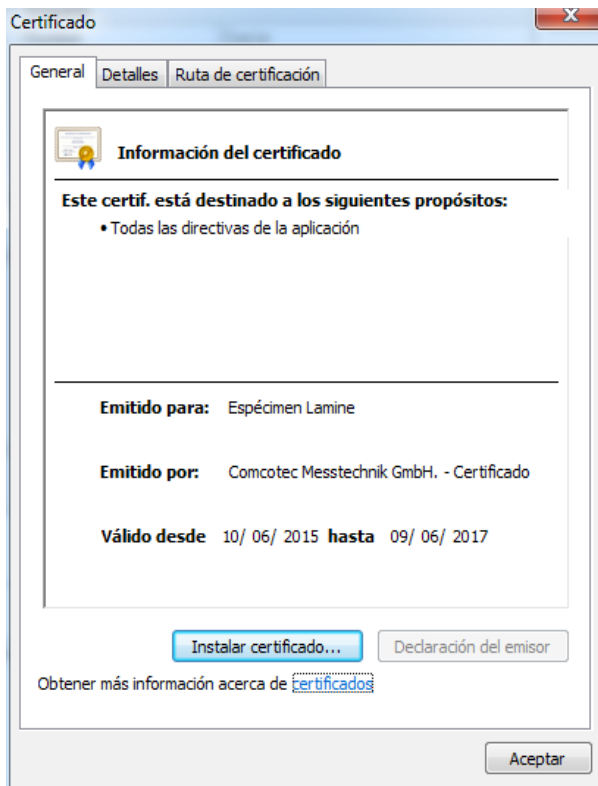 Certificado
General Detalles Ruta de certificación
Información del certificado
Este certif. está destinado a los siguientes propósitos:
• Todas las directivas de la aplicación
Emitido para: Espécimen Lamine
Emitido por: Comcotec Messtechnik GmbH. - Certificado
Válido desde 10/ 06/ 2015 hasta 09/ 06/ 2017
Instalar certificado... Declaración del emisor
Obtener más información acerca de certificados
Aceptar